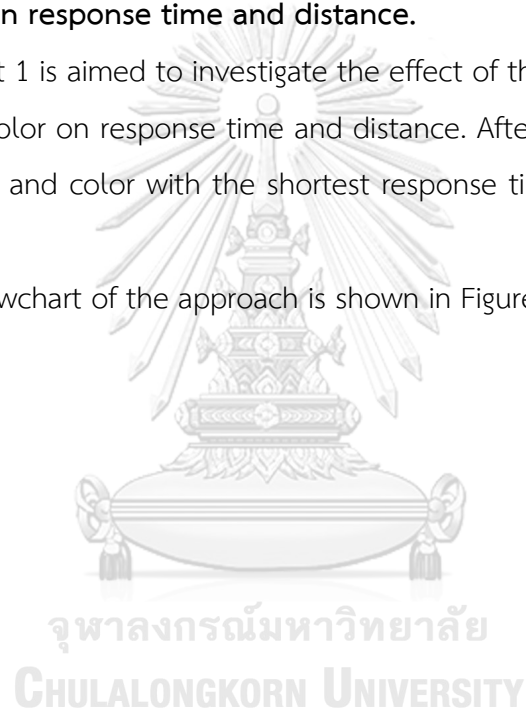 n response time and distance.
t 1 is aimed to investigate the effect of th
olor on response time and distance. Afte
and color with the shortest response ti
wchart of the approach is shown in Figure
จุฬาลงกรณ์มหาวิทยาลัย
CHULALONGKORN UNIVERSITY